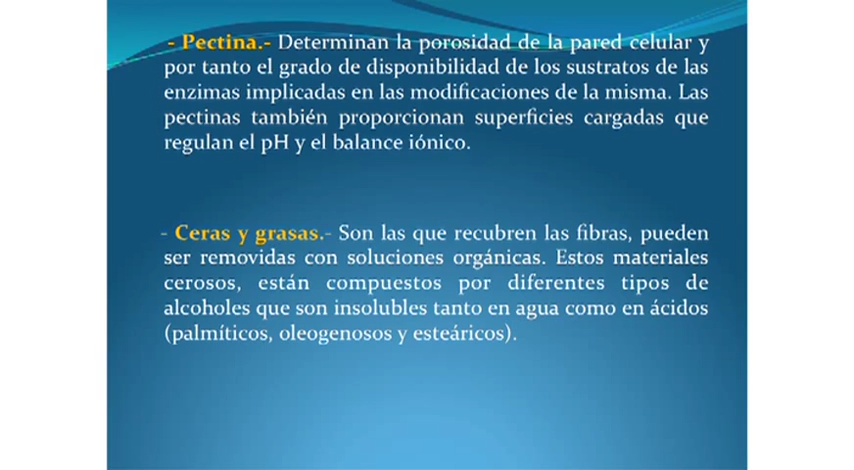 - Pectina.- Determinan la porosidad de la pared celular y
por tanto el grado de disponibilidad de los sustratos de las
enzimas implicadas en las modificaciones de la misma. Las
pectinas también proporcionan superficies cargadas que
regulan el pH y el balance iónico.
- Ceras y grasas.- Son las que recubren las fibras, pueden
ser removidas con soluciones orgánicas. Estos materiales
cerosos, están compuestos por diferentes tipos de
alcoholes que son insolubles tanto en agua como en ácidos
(palmíticos, oleogenosos y esteáricos).